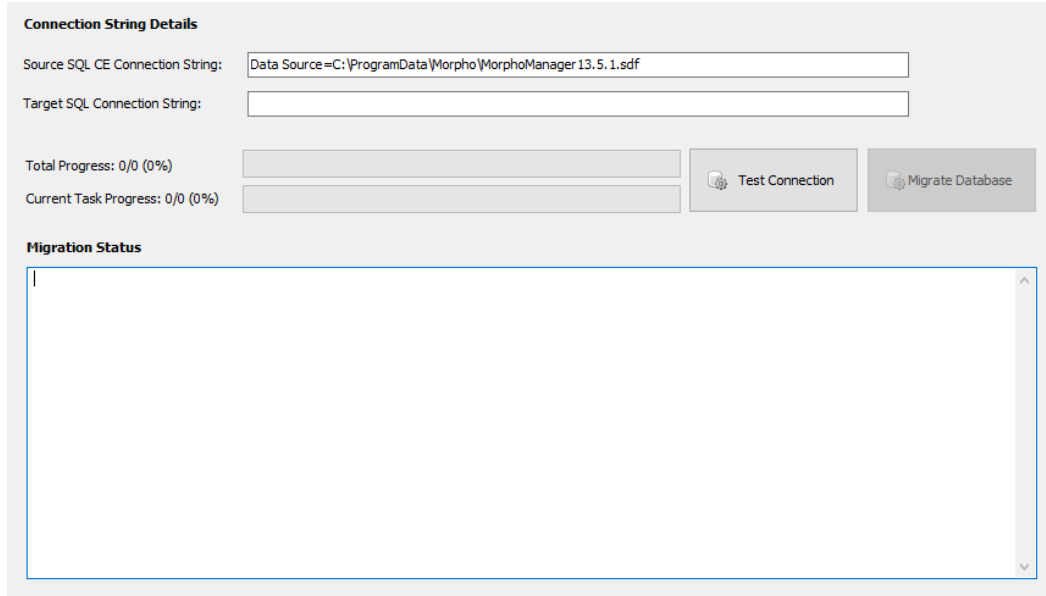 Connection String Details
Source SQL CE Connection String: Data Source=C:\ProgramData\Morpho\MorphoManager13.5.1.sdf
Target SQL Connection String:
Total Progress: 0/0 (0%)
Test Connection Migrate Database
Current Task Progress: 0/0 (0%)
Migration Status